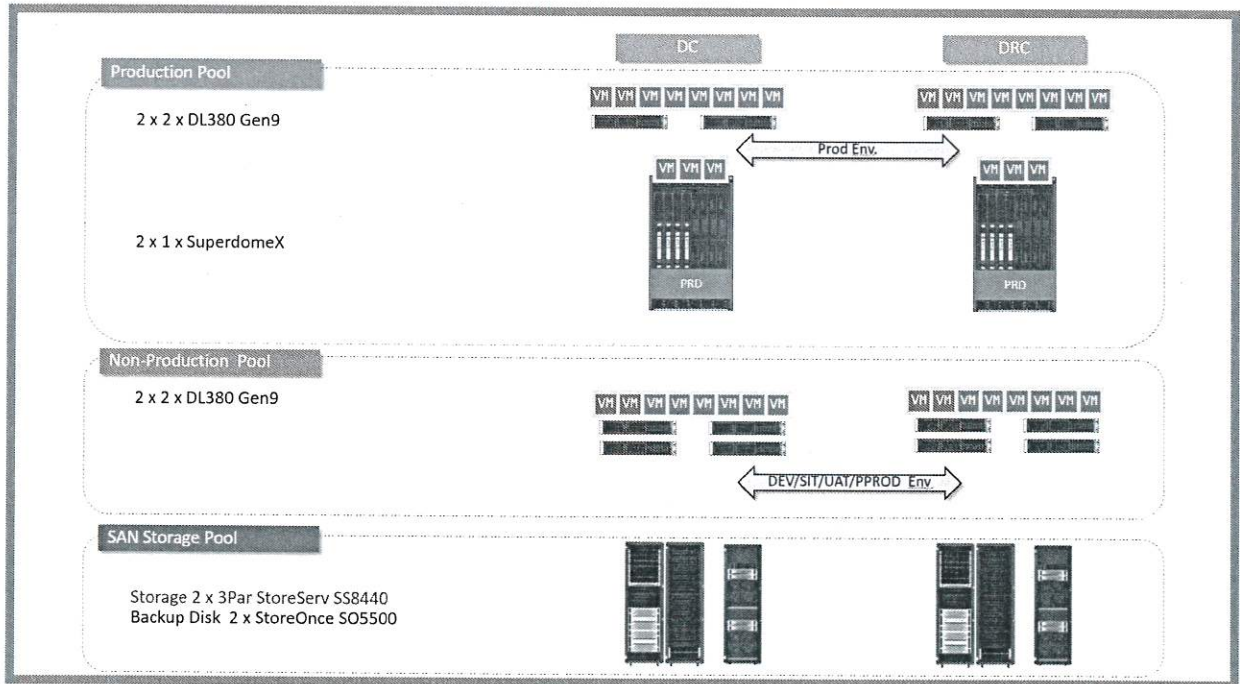 DC
DRC
Production Pool
2 x 2 x DL380 Gen9
VM VM VM VM VM VM VM VM
VM VM VM VM VM VM VM VM
Prod Env.
VM VM VM
VM VM VM
2 x 1 x SuperdomeX
PRD
PRD
Non-Production Pool
2 x 2 x DL380 Gen9
VM VM VM VM VM VM VM VM
VM VM VM VM VM VM VM VM
DEV/SIT/UAT/PPROD Env
SAN Storage Pool
Storage 2 x 3Par StoreServ SS8440
Backup Disk 2 x StoreOnce SO5500